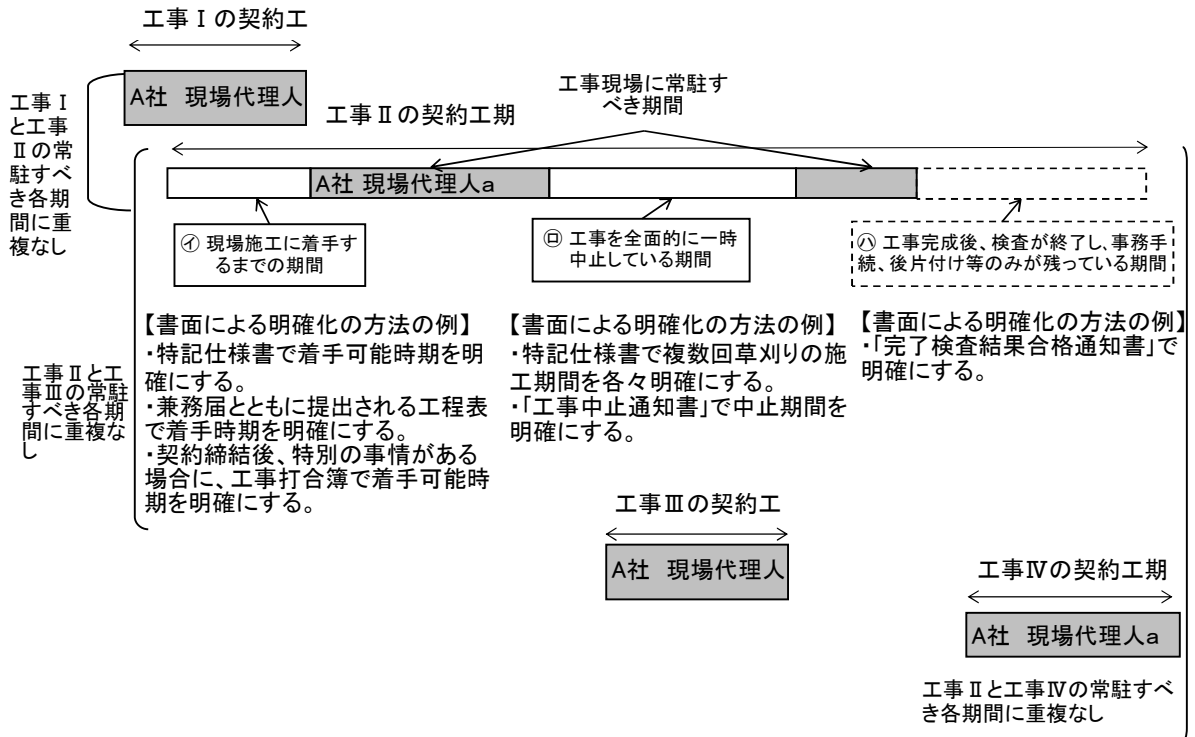 工事Ⅰの契約工
A社 現場代理人
工事Ⅰ
と工事
Ⅱの常
駐すべ
き各期
間に重
複なし
工事Ⅱの契約工期
工事現場に常駐す
べき期間
A社 現場代理人a
㋑ 現場施工に着手す
るまでの期間
㋺ 工事を全面的に一時
中止している期間
㋩ 工事完成後、検査が終了し、事務手
続、後片付け等のみが残っている期間
工事Ⅱと工
事Ⅲの常駐
すべき各期
間に重複な
し
【書面による明確化の方法の例】
・特記仕様書で着手可能時期を明
確にする。
・兼務届とともに提出される工程表
で着手時期を明確にする。
・契約締結後、特別の事情がある
場合に、工事打合簿で着手可能時
期を明確にする。
【書面による明確化の方法の例】
・特記仕様書で複数回草刈りの施
工期間を各々明確にする。
・「工事中止通知書」で中止期間を
明確にする。
【書面による明確化の方法の例】
・「完了検査結果合格通知書」で
明確にする。
工事Ⅲの契約工
A社 現場代理人
工事Ⅳの契約工期
A社 現場代理人a
工事Ⅱと工事Ⅳの常駐すべ
き各期間に重複なし